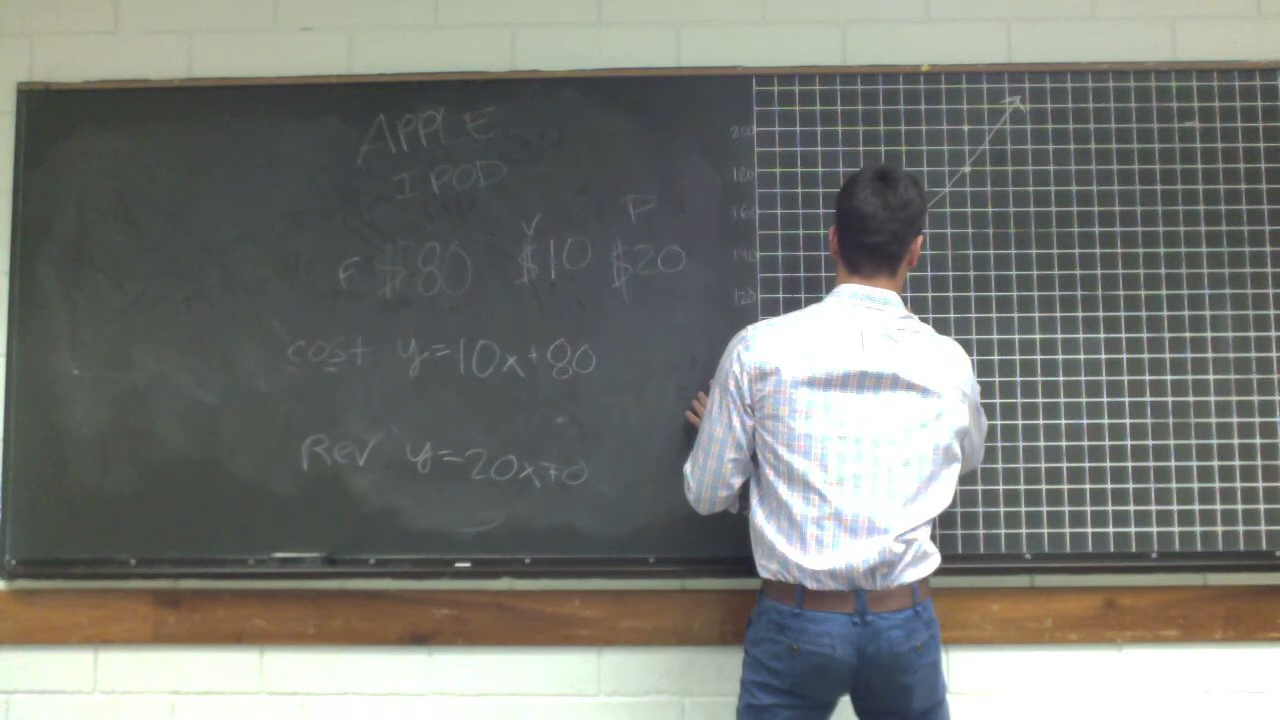 APPLE
IPOD
V P
F $80 $10 $20
cost y=10x+80
Rev y=20x+0
200
180
160
140
120